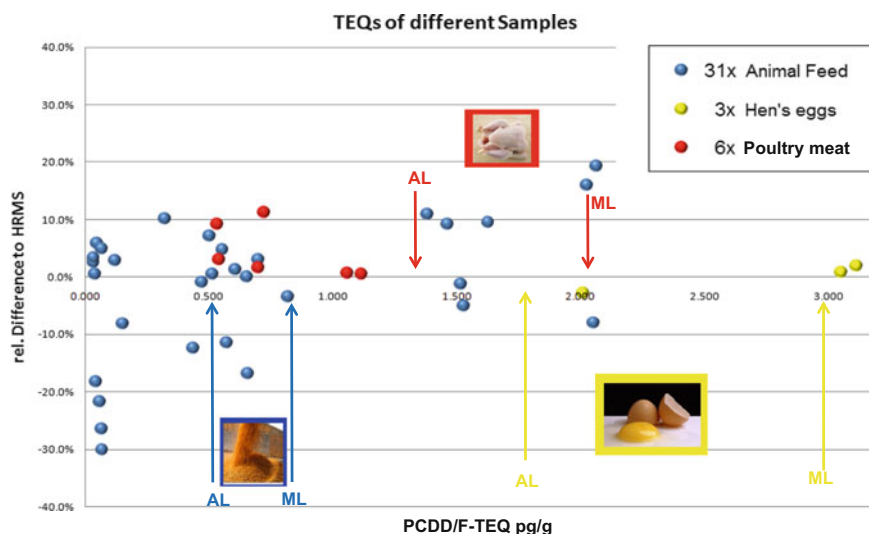 TEQs of different Samples
40.0%
30.0%
20.0%
10.0%
0.0%
-10.0%
-20.0%
-30.0%
-40.0%
rel. Difference to HRMS
31x Animal Feed
3x Hen's eggs
6x Poultry meat
AL
ML
0.000 0.500 1.000 1.500 2.000 2.500 3.000
AL ML
AL
ML
PCDD/F-TEQ pg/g